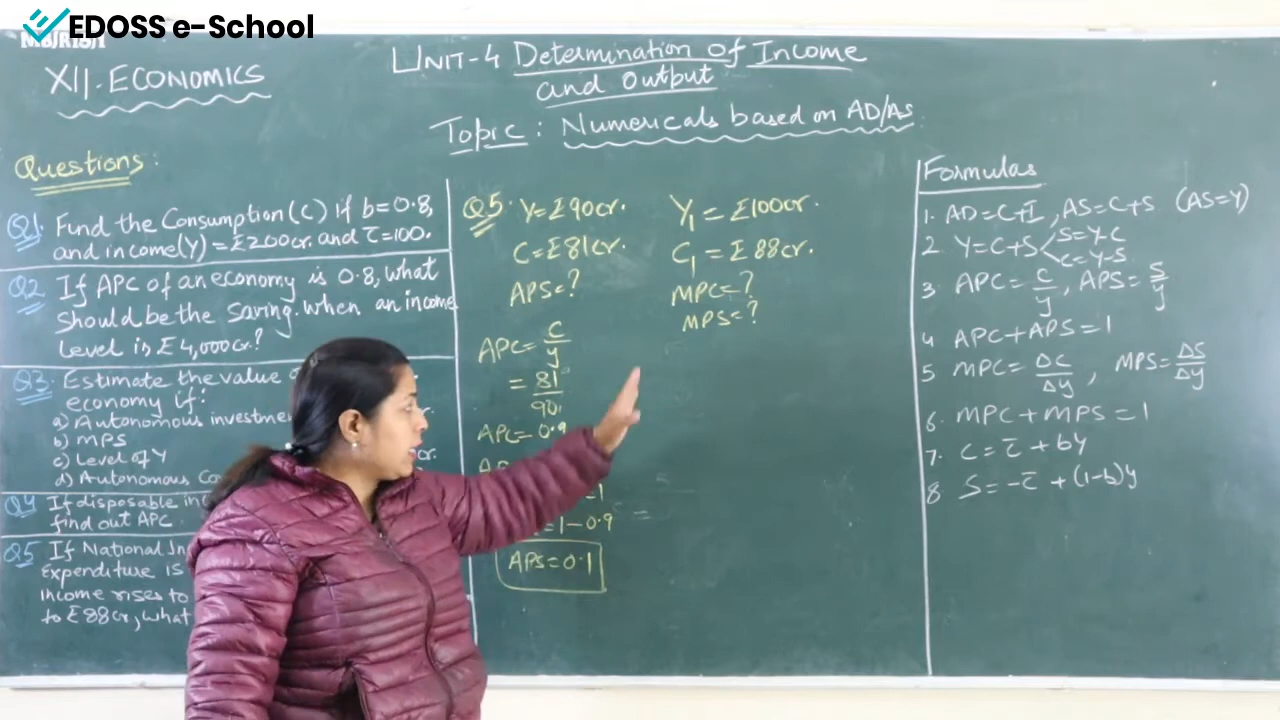 EDOSS e-School
XII-ECONOMICS
UNIT-4 Determination of Income
and Output
Topic: Numericals based on AD/AS
Questions:
Q1 Find the Consumption (C) if b=0.8,
and income(Y)=£200cr. and c̄=100.
Q2 If APC of an economy is 0.8, what
should be the saving. when an income
level is £4,000cr.?
Q3 Estimate the value
economy if:
a) Autonomous investme
b) MPS
c) Level of Y
cr.
d) Autonomous Co
Q4 If disposable in
find out APC.
Q5 If National In
Expenditure is
income rises to
to £88cr, what
Q5. Y=£90cr.
C=£81cr.
APS=?
APC=C/y
=81/90
APC=0.9
=1
=1-0.9 =
APS=0.1
Y₁=£100cr.
C₁=£88cr.
MPC=?
MPS=?
Formulas
1. AD=C+I, AS=C+S (AS=Y)
2 Y=C+S S=Y-C
C=Y-S
3 APC=C/y, APS=S/y
4 APC+APS=1
5 MPC=ΔC/Δy, MPS=ΔS/Δy
6. MPC+MPS=1
7. C=c̄+by
8 S=-c̄+(1-b)y